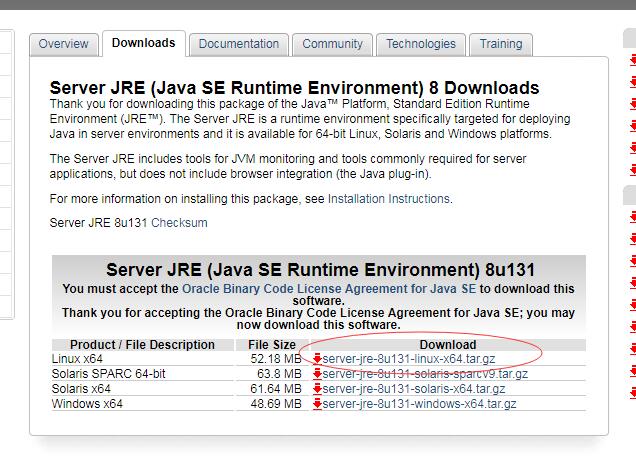 Overview Downloads Documentation Community Technologies Training
Server JRE (Java SE Runtime Environment) 8 Downloads
Thank you for downloading this package of the Java™ Platform, Standard Edition Runtime
Environment (JRE™). The Server JRE is a runtime environment specifically targeted for deploying
Java in server environments and it is available for 64-bit Linux, Solaris and Windows platforms.
The Server JRE includes tools for JVM monitoring and tools commonly required for server
applications, but does not include browser integration (the Java plug-in).
For more information on installing this package, see Installation Instructions.
Server JRE 8u131 Checksum
Server JRE (Java SE Runtime Environment) 8u131
You must accept the Oracle Binary Code License Agreement for Java SE to download this
software.
Thank you for accepting the Oracle Binary Code License Agreement for Java SE; you may
now download this software.
Product / File Description File Size Download
Linux x64 52.18 MB server-jre-8u131-linux-x64.tar.gz
Solaris SPARC 64-bit 63.8 MB server-jre-8u131-solaris-sparcv9.tar.gz
Solaris x64 61.64 MB server-jre-8u131-solaris-x64.tar.gz
Windows x64 48.69 MB server-jre-8u131-windows-x64.tar.gz